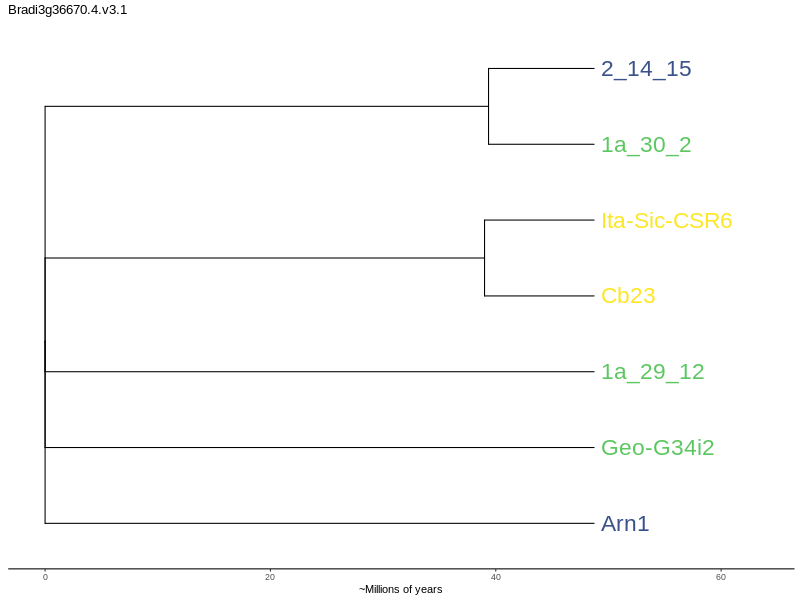 Bradi3g36670.4.v3.1
2_14_15
1a_30_2
Ita-Sic-CSR6
Cb23
1a_29_12
Geo-G34i2
Arn1
0 20 40 60
~Millions of years